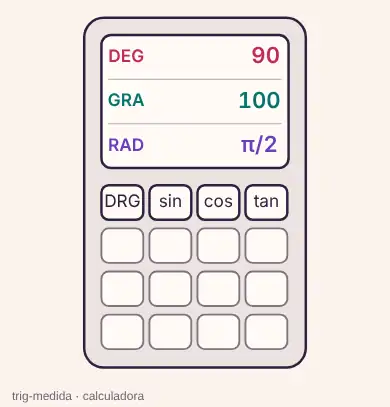 DEG 90
GRA 100
RAD π/2
DRG sin cos tan
trig-medida · calculadora